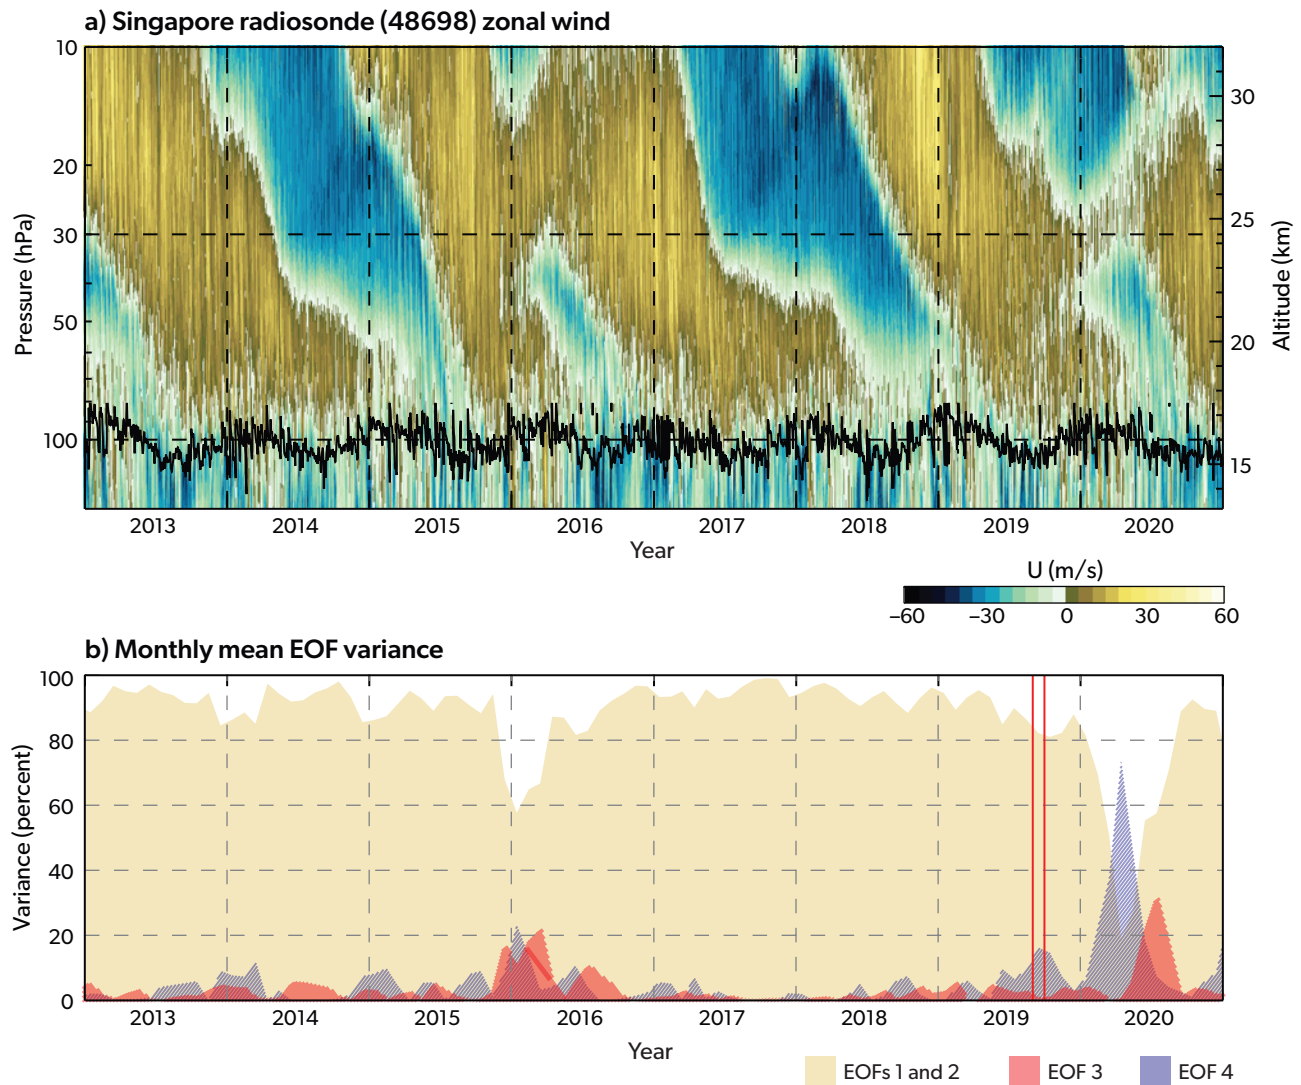 a) Singapore radiosonde (48698) zonal wind
10
20
30
50
100
Pressure (hPa)
30
25
20
15
Altitude (km)
2013 2014 2015 2016 2017 2018 2019 2020
Year
U (m/s)
–60 –30 0 30 60
b) Monthly mean EOF variance
100
80
60
40
20
0
Variance (percent)
2013 2014 2015 2016 2017 2018 2019 2020
Year
EOFs 1 and 2 EOF 3 EOF 4